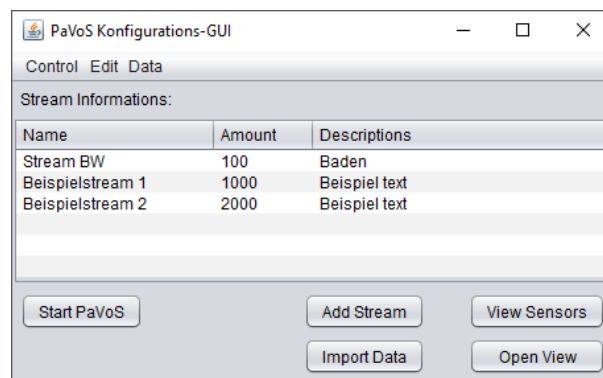 PaVoS Konfigurations-GUI
Control Edit Data
Stream Informations:
Name Amount Descriptions
Stream BW 100 Baden
Beispielstream 1 1000 Beispiel text
Beispielstream 2 2000 Beispiel text
Start PaVoS Add Stream View Sensors
Import Data Open View